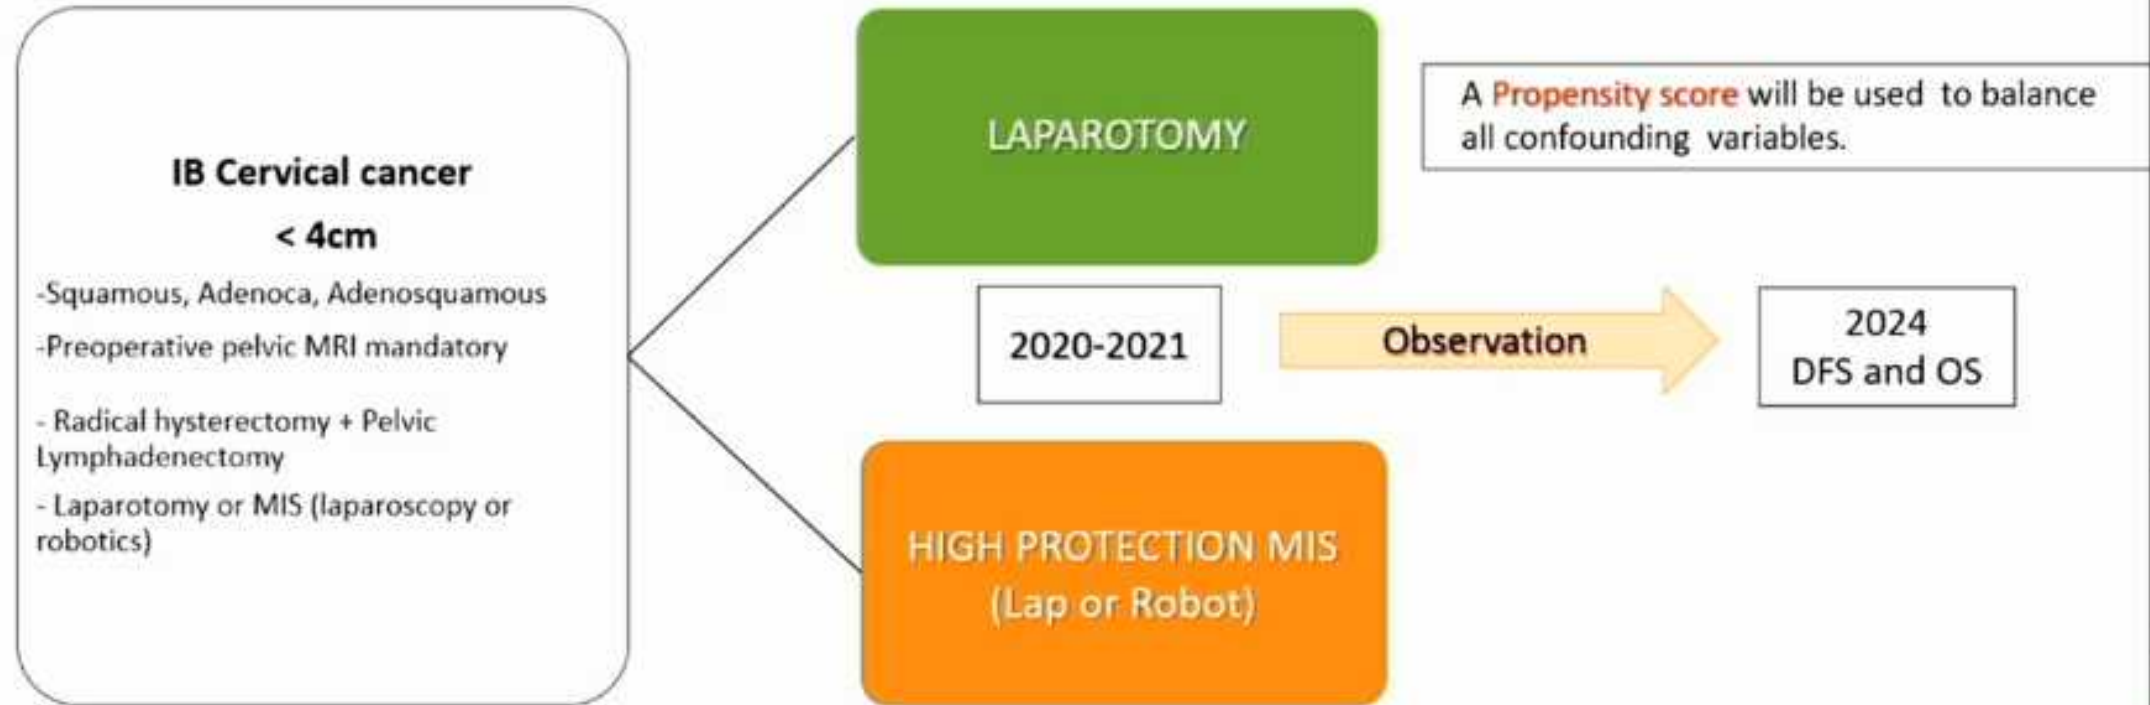 IB Cervical cancer
< 4cm
-Squamous, Adenoca, Adenosquamous
-Preoperative pelvic MRI mandatory
- Radical hysterectomy + Pelvic
Lymphadenectomy
- Laparotomy or MIS (laparoscopy or
robotics)
LAPAROTOMY
A Propensity score will be used to balance
all confounding variables.
2020-2021
Observation
2024
DFS and OS
HIGH PROTECTION MIS
(Lap or Robot)